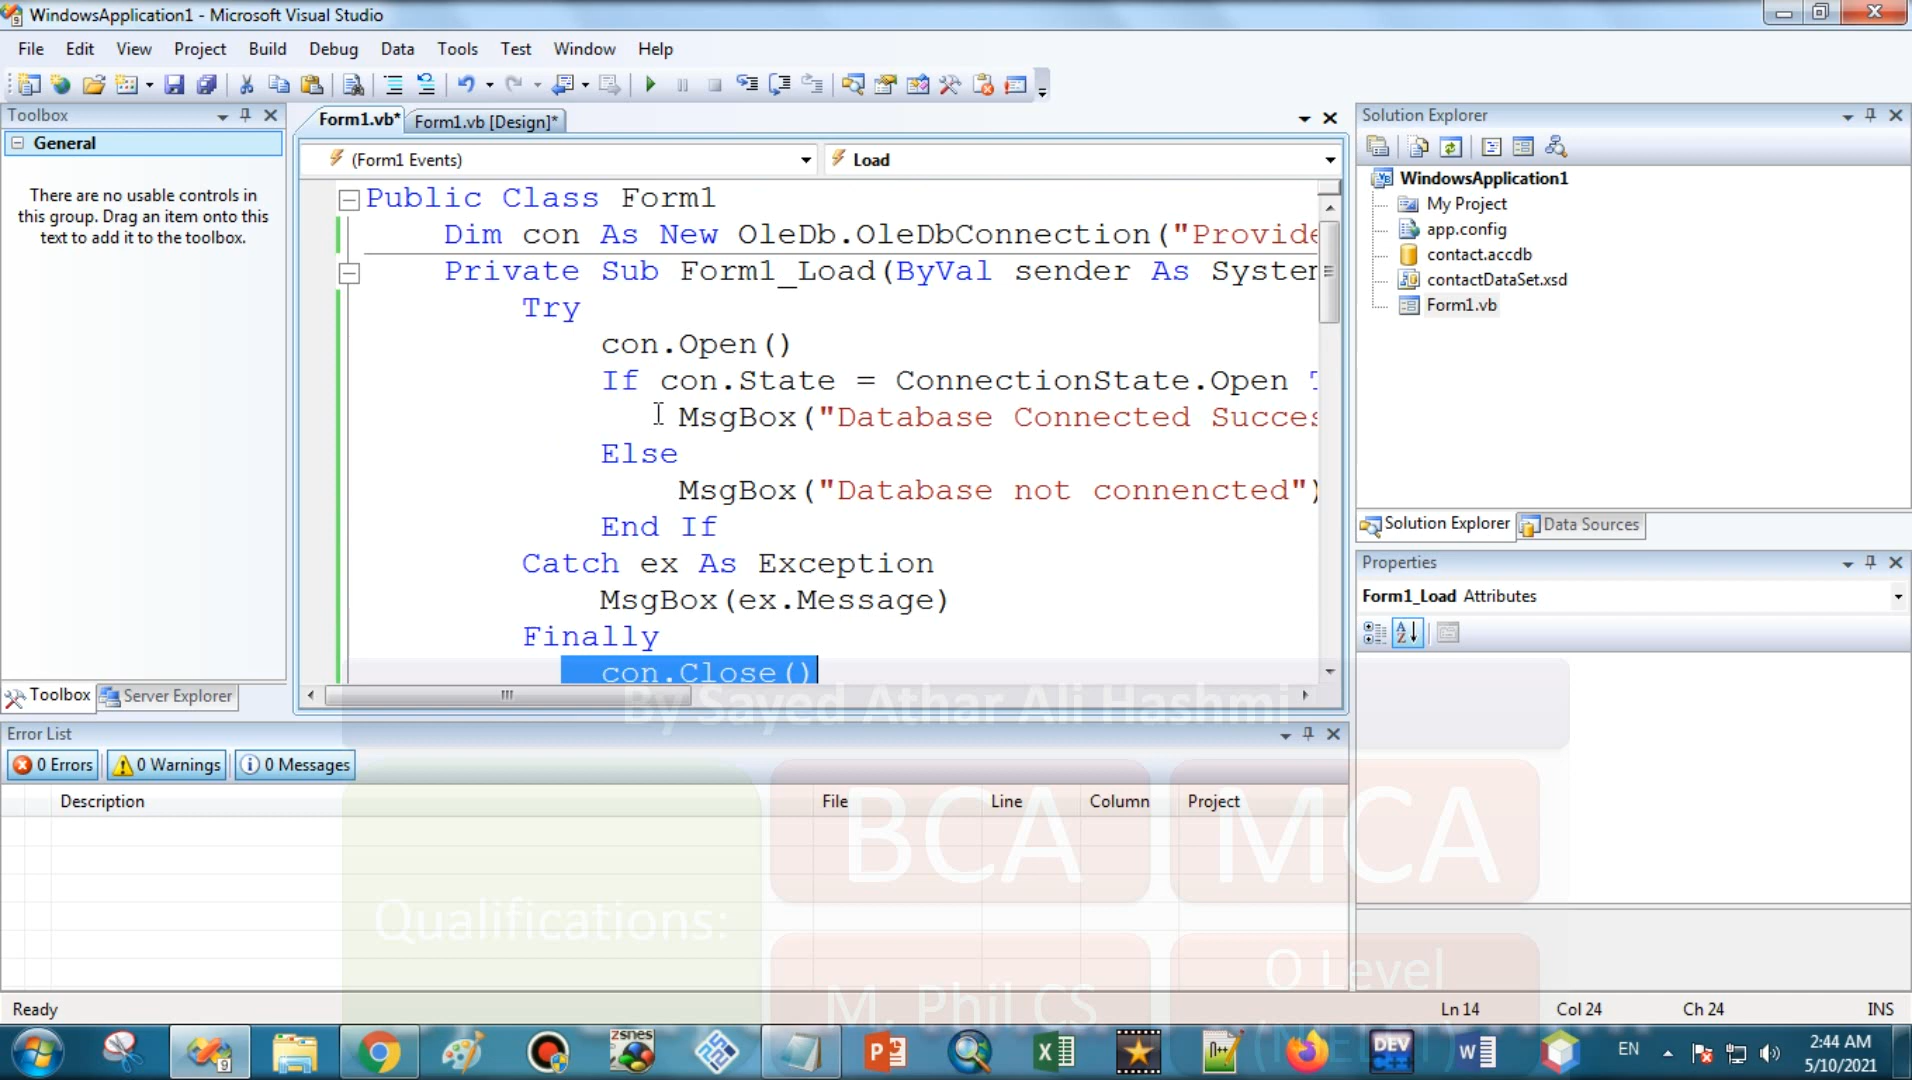 WindowsApplication1 - Microsoft Visual Studio
File Edit View Project Build Debug Data Tools Test Window Help
Toolbox
General
There are no usable controls in
this group. Drag an item onto this
text to add it to the toolbox.
Toolbox Server Explorer
Form1.vb* Form1.vb [Design]*
(Form1 Events) Load
Public Class Form1
Dim con As New OleDb.OleDbConnection("Provide
Private Sub Form1_Load(ByVal sender As System
Try
con.Open()
If con.State = ConnectionState.Open T
MsgBox("Database Connected Succes
Else
MsgBox("Database not connencted")
End If
Catch ex As Exception
MsgBox(ex.Message)
Finally
con.Close()
Solution Explorer
WindowsApplication1
My Project
app.config
contact.accdb
contactDataSet.xsd
Form1.vb
Solution Explorer Data Sources
Properties
Form1_Load Attributes
By Sayed Athar Ali Hashmi
Error List
0 Errors 0 Warnings 0 Messages
Description File Line Column Project
Qualifications:
BCA MCA
M. Phil CS O Level
Ready Ln 14 Col 24 Ch 24 INS
zsnes
DEV
C++
EN
2:44 AM
5/10/2021